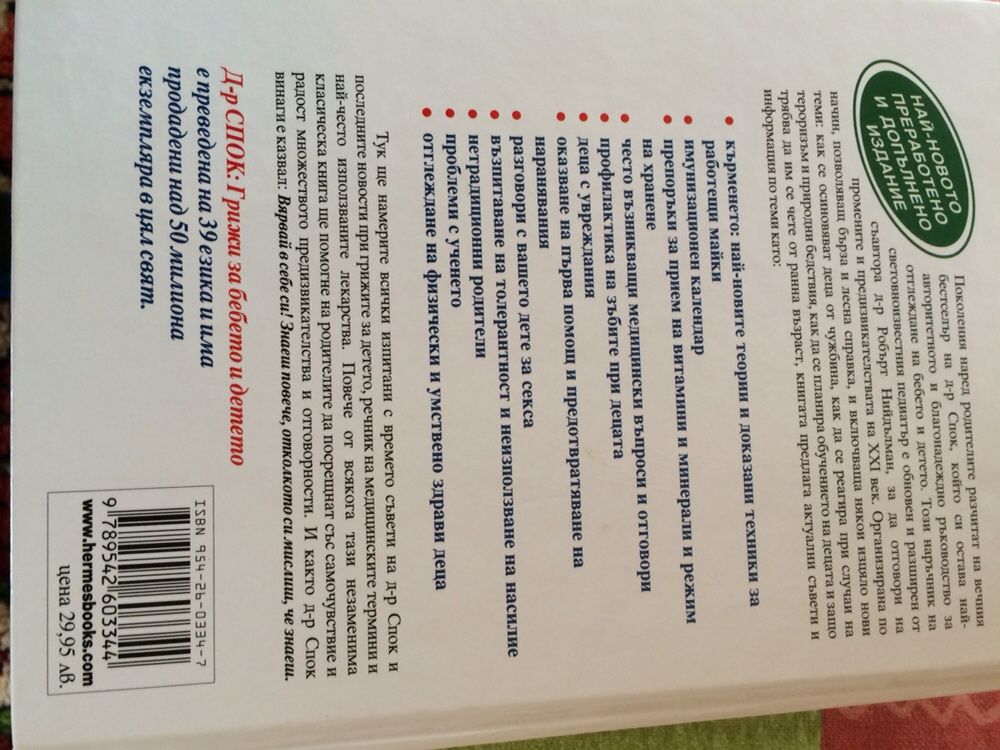 НАЙ-НОВОТО
ПРЕРАБОТЕНО
И ДОПЪЛНЕНО
ИЗДАНИЕ
Поколения наред родителите разчитат на вечния
бестселър на д-р Спок, който си остава най-
авторитетното и благонадеждно ръководство за
отглеждане на бебето и детето. Този наръчник на
световноизвестния педиатър е обновен и разширен от
съавтора д-р Робърт Нийдълман, за да отговори на
промените и предизвикателствата на XXI век. Организирана по
начин, позволяващ бърза и лесна справка, и включваща някои изцяло нови
теми: как се осиновяват деца от чужбина, как да се реагира при случаи на
тероризъм и природни бедствия, как да се планира обучението на децата и защо
трябва да им се чете от ранна възраст, книгата предлага актуални съвети и
информация по теми като:
• кърменето: най-новите теории и доказани техники за
работещи майки
• имунизационен календар
• препоръки за прием на витамини и минерали и режим
на хранене
• често възникващи медицински въпроси и отговори
• профилактика на зъбите при децата
• деца с увреждания
• оказване на първа помощ и предотвратяване на
наранявания
• разговори с вашето дете за секса
• възпитаване на толерантност и неизползване на насилие
• нетрадиционни родители
• проблеми с ученето
• отглеждане на физически и умствено здрави деца
Тук ще намерите всички изпитани с времето съвети на д-р Спок и
последните новости при грижите за детето, речник на медицинските термини и
най-често използваните лекарства. Повече от всякога тази незаменима
класическа книга ще помогне на родителите да посрещнат със самочувствие и
радост множеството предизвикателства и отговорности. И както д-р Спок
винаги е казвал: Вярвай в себе си! Знаеш повече, отколкото си мислиш, че знаеш.
Д-р СПОК: Грижи за бебето и детето
е преведена на 39 езика и има
продадени над 50 милиона
екземпляра в цял свят.
ISBN 954-26-0334-7
9 789542 603344
www.hermesbooks.com
цена 29,95 лв.